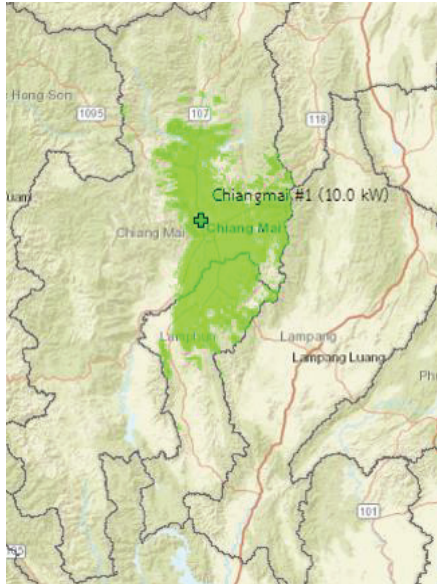 107
1095
118
e Hong Son
Chiangmai #1 (10.0 kW)
Chiang Mai
Chiang Mai
Lamphun
Lampang
Lampang Luang
101